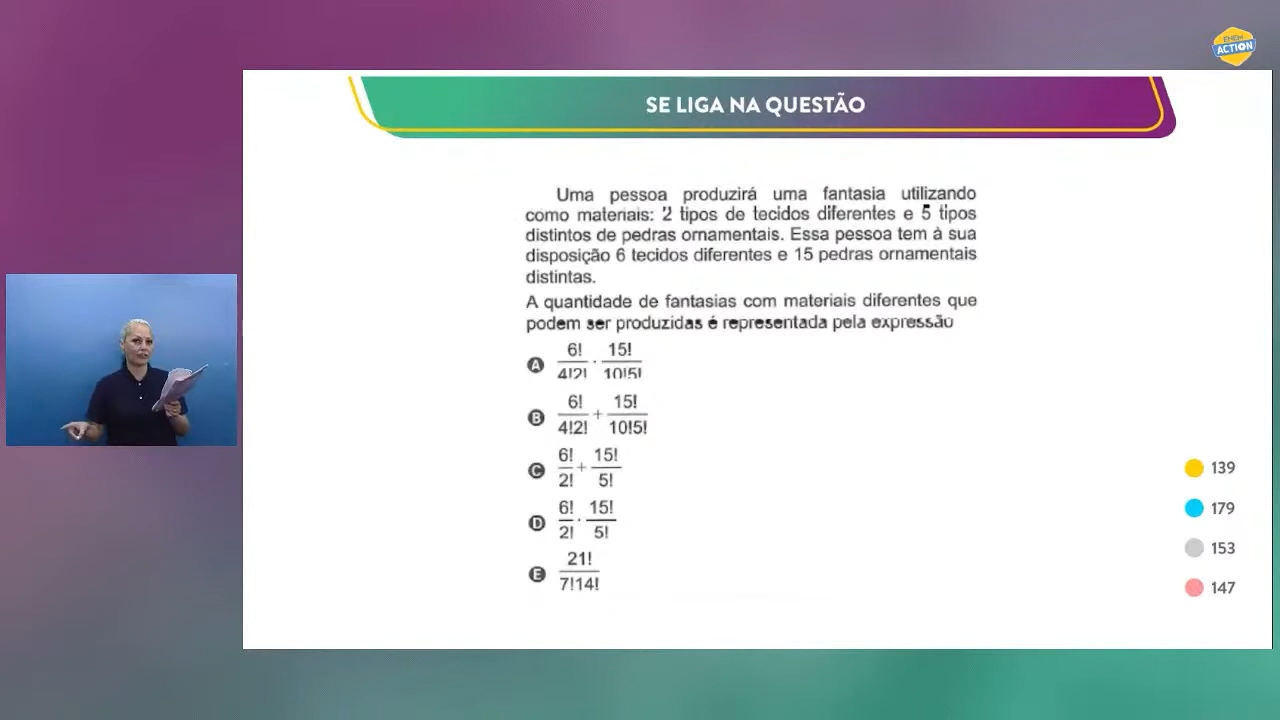 ENEM
ACTION
SE LIGA NA QUESTÃO
Uma pessoa produzirá uma fantasia utilizando
como materiais: 2 tipos de tecidos diferentes e 5 tipos
distintos de pedras ornamentais. Essa pessoa tem à sua
disposição 6 tecidos diferentes e 15 pedras ornamentais
distintas.
A quantidade de fantasias com materiais diferentes que
podem ser produzidas é representada pela expressão
A 6!/4!2! · 15!/10!5!
B 6!/4!2! + 15!/10!5!
C 6!/2! + 15!/5!
D 6!/2! · 15!/5!
E 21!/7!14!
139
179
153
147